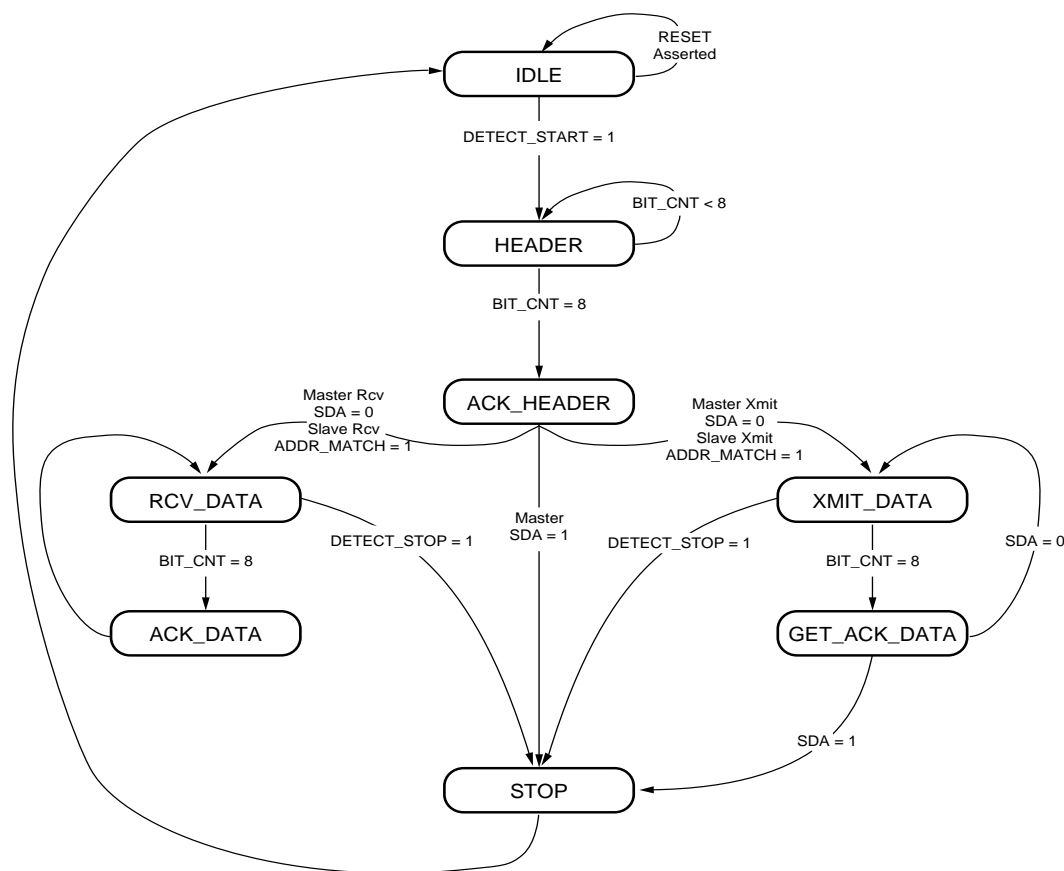 RESET
Asserted
IDLE
DETECT_START = 1
BIT_CNT < 8
HEADER
BIT_CNT = 8
ACK_HEADER
Master Rcv
SDA = 0
Slave Rcv
ADDR_MATCH = 1
Master Xmit
SDA = 0
Slave Xmit
ADDR_MATCH = 1
RCV_DATA
XMIT_DATA
Master
SDA = 1
DETECT_STOP = 1
DETECT_STOP = 1
SDA = 0
BIT_CNT = 8
BIT_CNT = 8
ACK_DATA
GET_ACK_DATA
SDA = 1
STOP